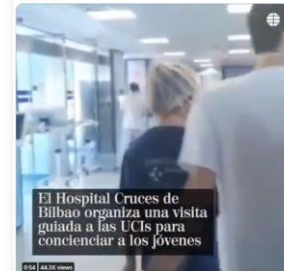 El Hospital Cruces de
Bilbao organiza una visita
guiada a las UCIs para
concienciar a los jóvenes
0:54 44.3K views